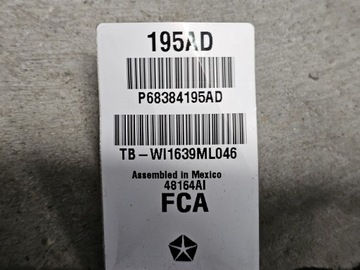 195AD
P68384195AD
TB-WI1639ML046
Assembled in Mexico
48164AI
FCA